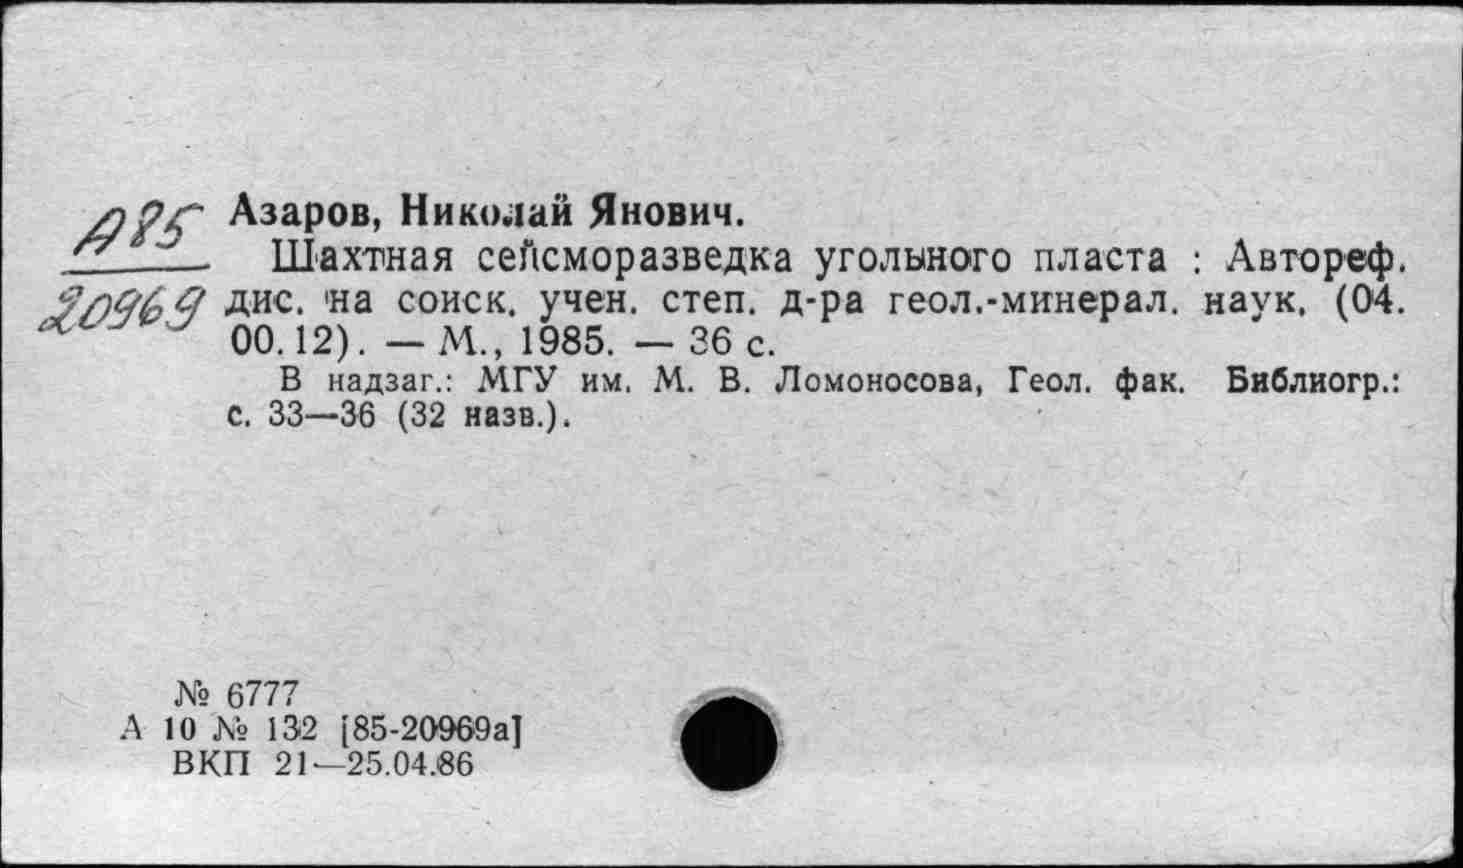 А85
20969
Азаров, Николай Янович.
Шахтная сейсморазведка угольного пласта : Автореф.
дис. на соиск. учен. степ. д-ра геол.-минерал. наук. (04.
00.12). — М., 1985. — 36 с.
В надзаг.: МГУ им. М. В. Ломоносова, Геол. фак. Библиогр.:
с. 33—36 (32 назв.).
№ 6777
А 10 № 132 [85-20969а]
ВКП 21—25.04.86